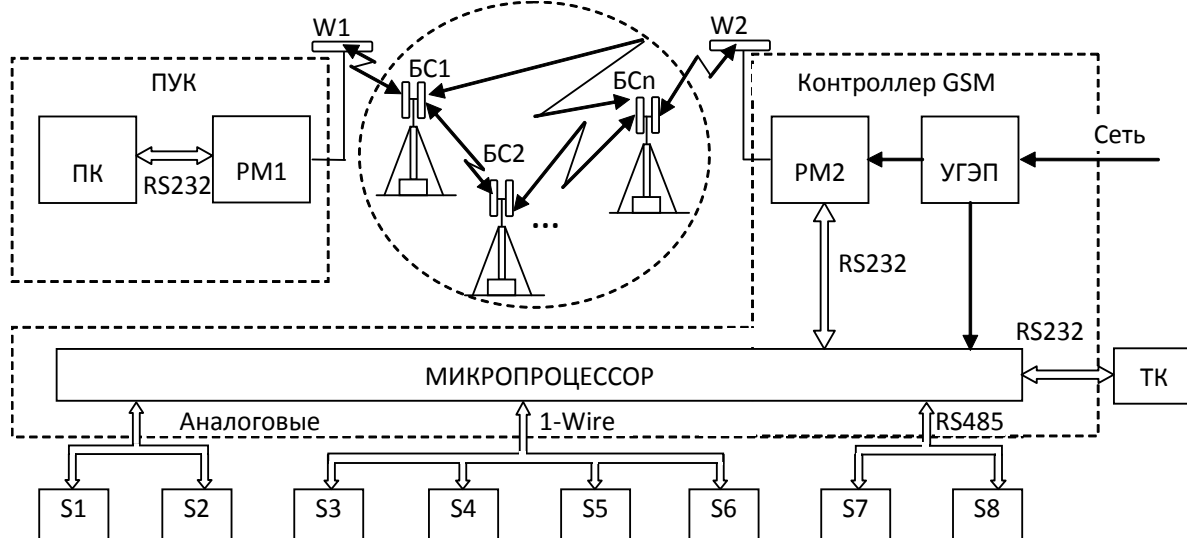 W1
W2
ПУК
БС1
БСn
Контроллер GSM
ПК
RS232
РМ1
БС2
...
РМ2
УГЭП
Сеть
RS232
RS232
МИКРОПРОЦЕССОР
ТК
Аналоговые
1-Wire
RS485
S1
S2
S3
S4
S5
S6
S7
S8